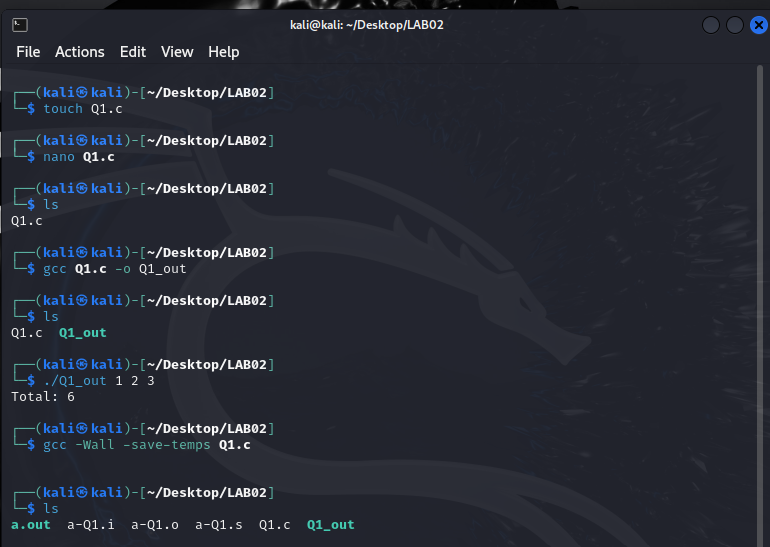 kali@kali: ~/Desktop/LAB02
File Actions Edit View Help
┌──(kali㉿kali)-[~/Desktop/LAB02]
└─$ touch Q1.c
┌──(kali㉿kali)-[~/Desktop/LAB02]
└─$ nano Q1.c
┌──(kali㉿kali)-[~/Desktop/LAB02]
└─$ ls
Q1.c
┌──(kali㉿kali)-[~/Desktop/LAB02]
└─$ gcc Q1.c -o Q1_out
┌──(kali㉿kali)-[~/Desktop/LAB02]
└─$ ls
Q1.c  Q1_out
┌──(kali㉿kali)-[~/Desktop/LAB02]
└─$ ./Q1_out 1 2 3
Total: 6
┌──(kali㉿kali)-[~/Desktop/LAB02]
└─$ gcc -Wall -save-temps Q1.c
┌──(kali㉿kali)-[~/Desktop/LAB02]
└─$ ls
a.out  a-Q1.i  a-Q1.o  a-Q1.s  Q1.c  Q1_out